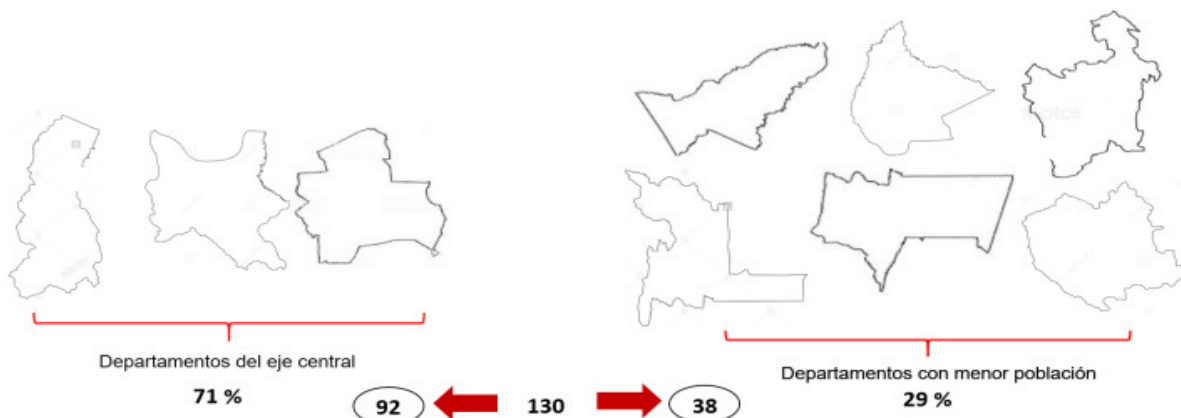 Departamentos del eje central
71 %
92
130
38
Departamentos con menor población
29 %